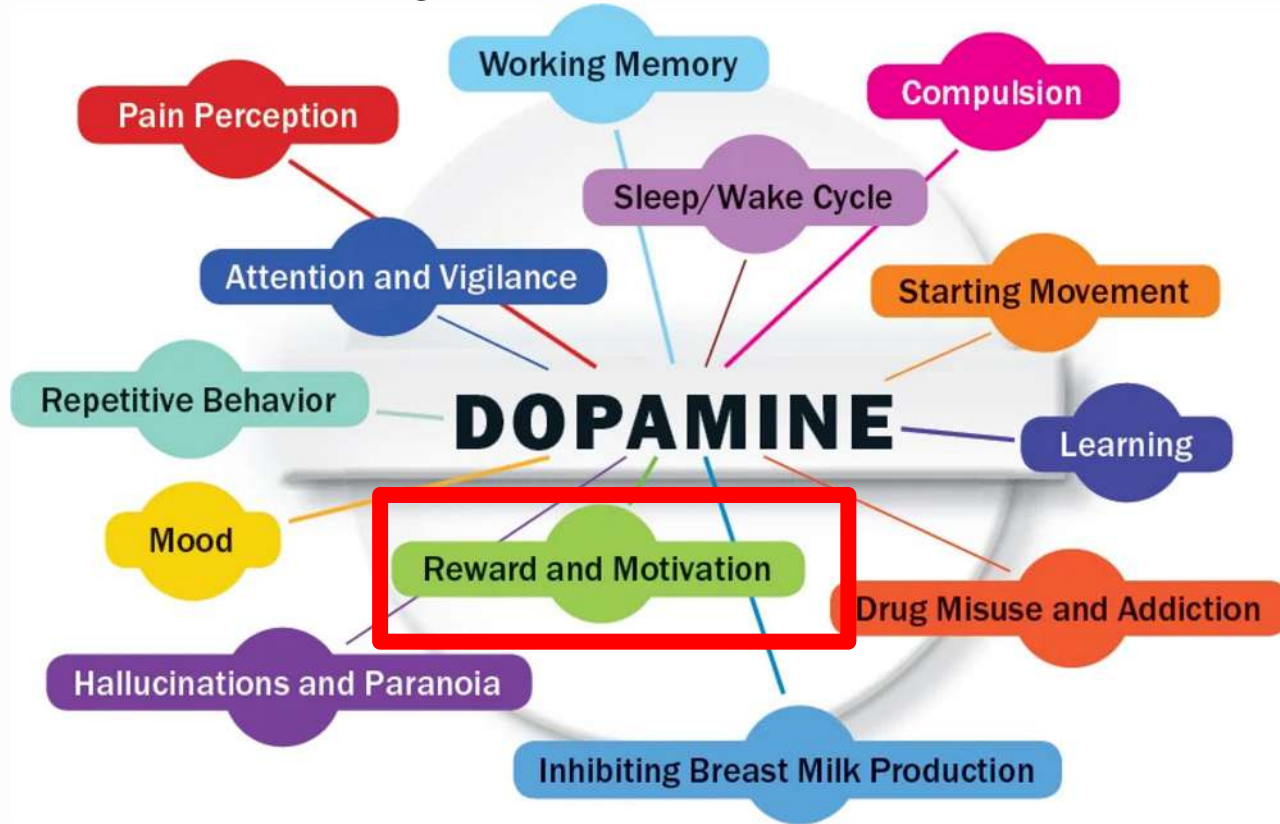 Working Memory
Compulsion
Pain Perception
Sleep/Wake Cycle
Attention and Vigilance
Starting Movement
Repetitive Behavior
DOPAMINE
Learning
Mood
Reward and Motivation
Drug Misuse and Addiction
Hallucinations and Paranoia
Inhibiting Breast Milk Production